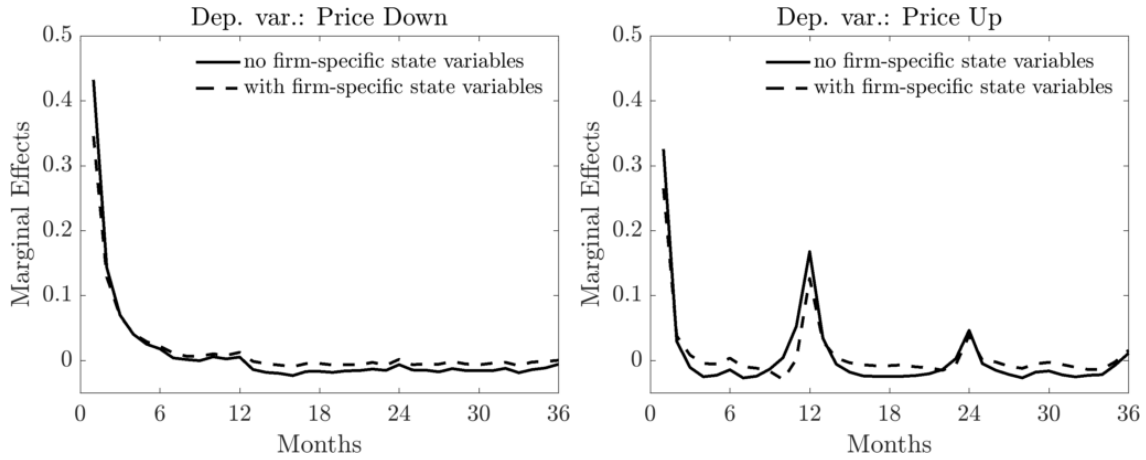 Dep. var.: Price Down
0.5
0.4
0.3
0.2
0.1
0
Marginal Effects
no firm-specific state variables
with firm-specific state variables
0 6 12 18 24 30 36
Months
Dep. var.: Price Up
0.5
0.4
0.3
0.2
0.1
0
Marginal Effects
no firm-specific state variables
with firm-specific state variables
0 6 12 18 24 30 36
Months